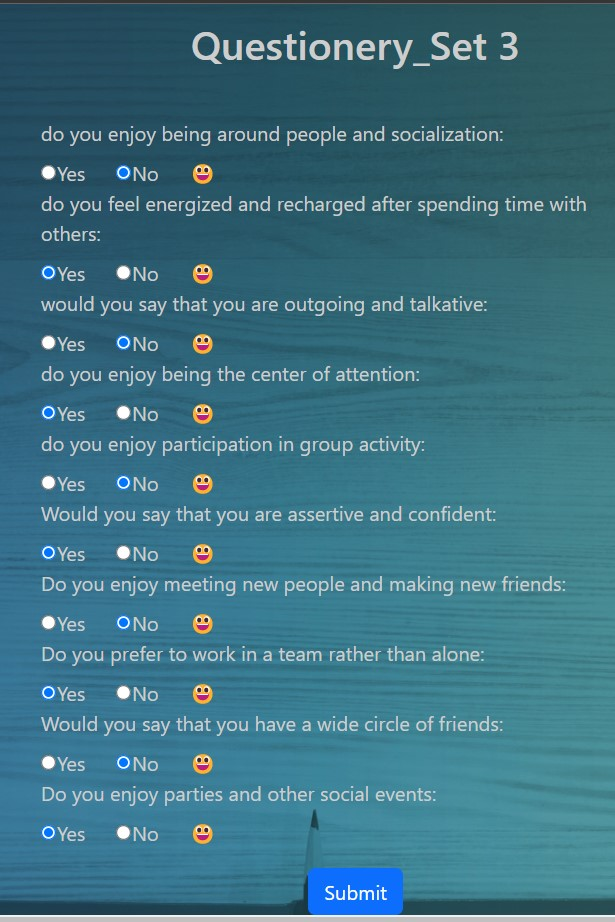 Questionery_Set 3
do you enjoy being around people and socialization:
Yes No
do you feel energized and recharged after spending time with
others:
Yes No
would you say that you are outgoing and talkative:
Yes No
do you enjoy being the center of attention:
Yes No
do you enjoy participation in group activity:
Yes No
Would you say that you are assertive and confident:
Yes No
Do you enjoy meeting new people and making new friends:
Yes No
Do you prefer to work in a team rather than alone:
Yes No
Would you say that you have a wide circle of friends:
Yes No
Do you enjoy parties and other social events:
Yes No
Submit